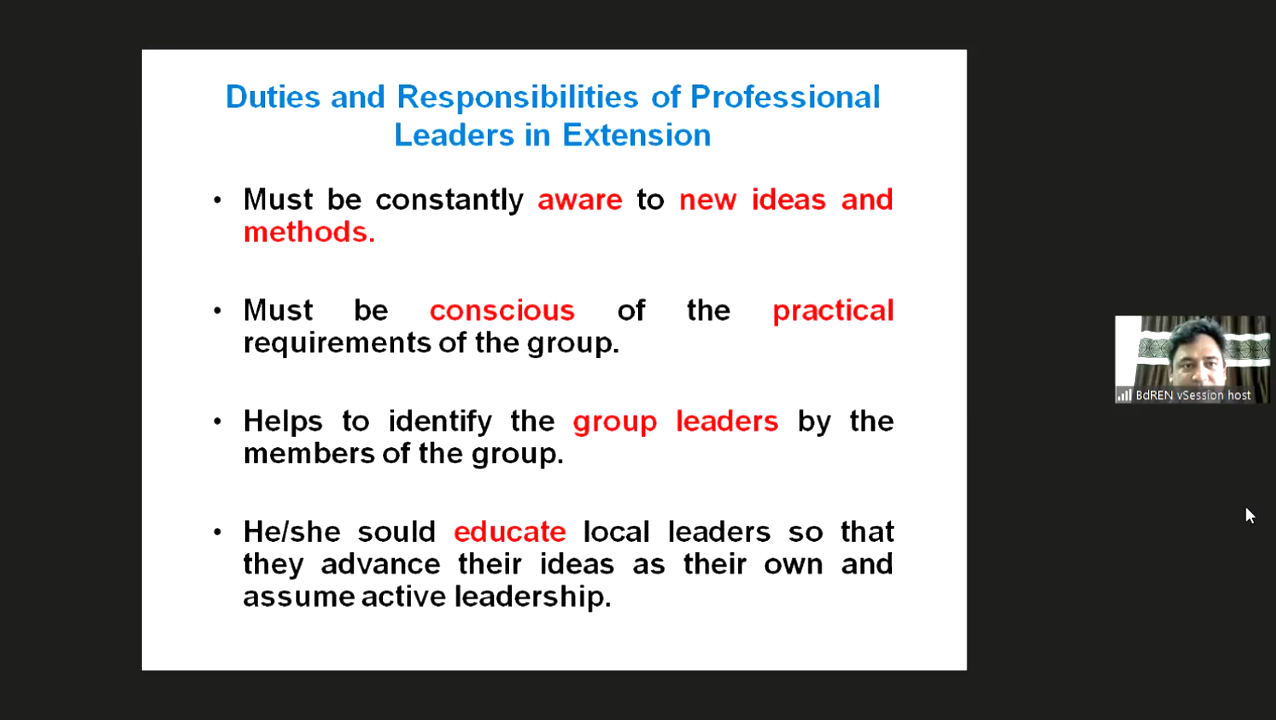 Duties and Responsibilities of Professional
Leaders in Extension
• Must be constantly aware to new ideas and
methods.
• Must be conscious of the practical
requirements of the group.
• Helps to identify the group leaders by the
members of the group.
• He/she sould educate local leaders so that
they advance their ideas as their own and
assume active leadership.
BdREN vSession host